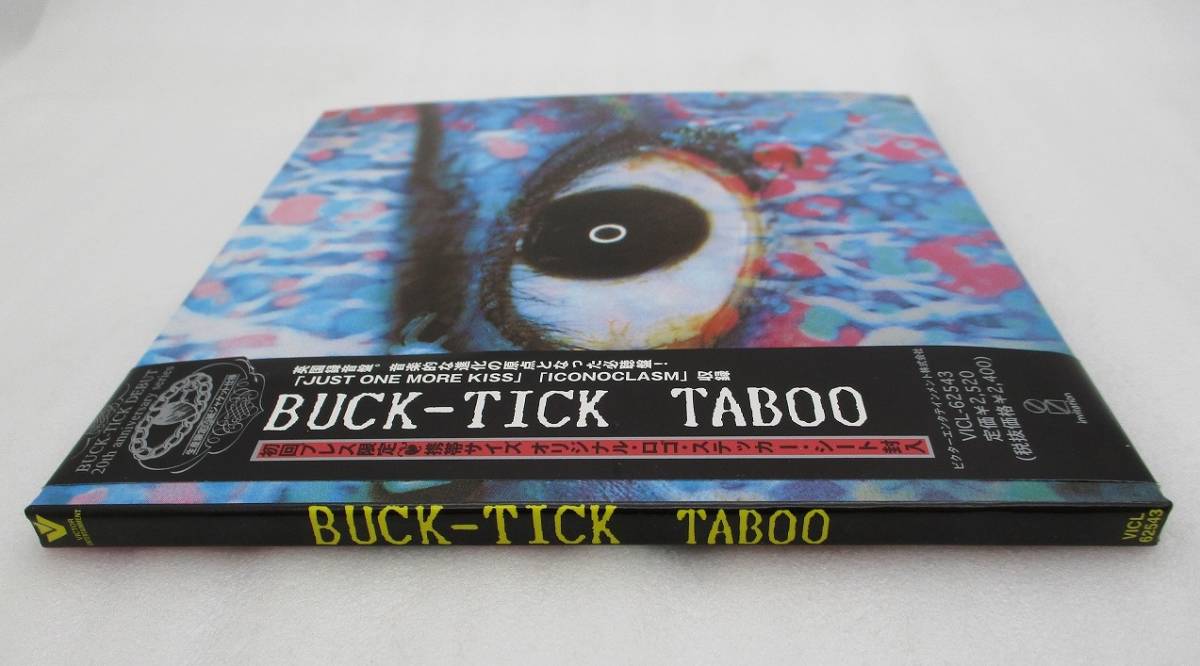 英国録音盤。音楽的な進化の原点となった必聴盤!
「JUST ONE MORE KISS」「ICONOCLASM」収録
BUCK-TICK TABOO
初回プレス限定 携帯サイズ オリジナル・ロゴ・ステッカー・シート封入
BUCK-TICK DEBUT
20th anniversary series
ビクターエンタテインメント株式会社
VICL-62543
定価¥2,520
(税抜価格¥2,400)
invitation
VICTOR
ENTERTAINMENT
BUCK-TICK TABOO
VICL
62543